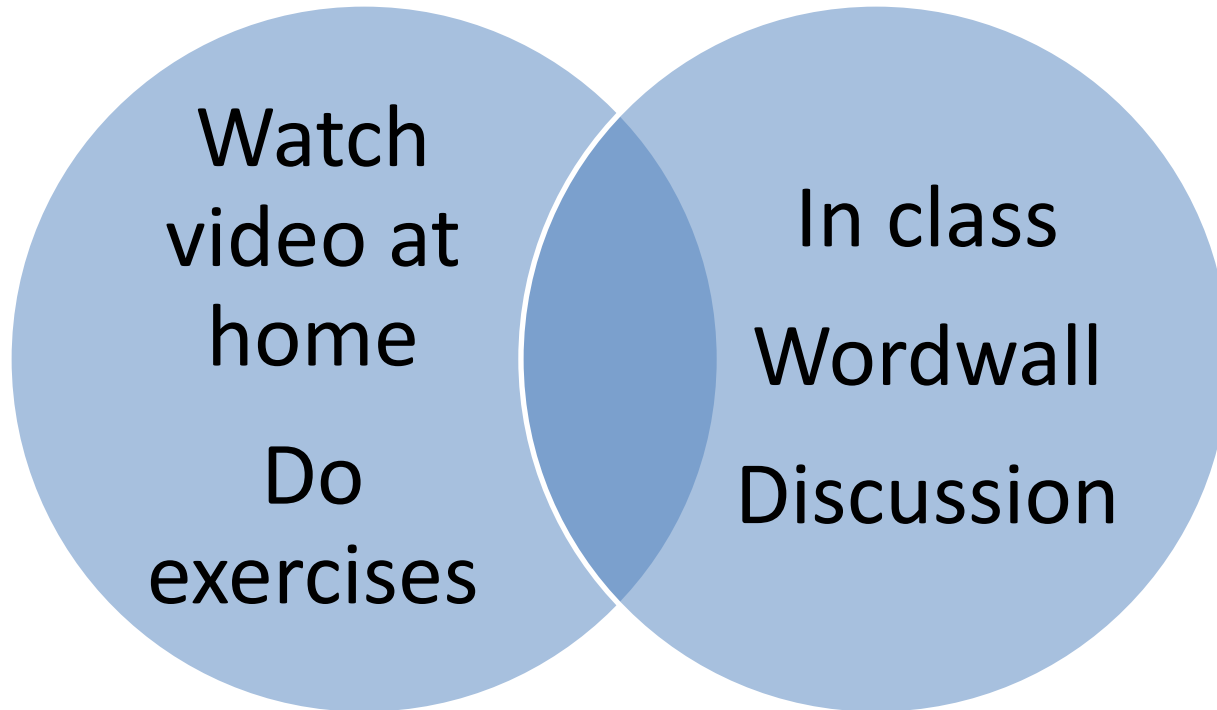 Watch
video at
home
Do
exercises
In class
Wordwall
Discussion